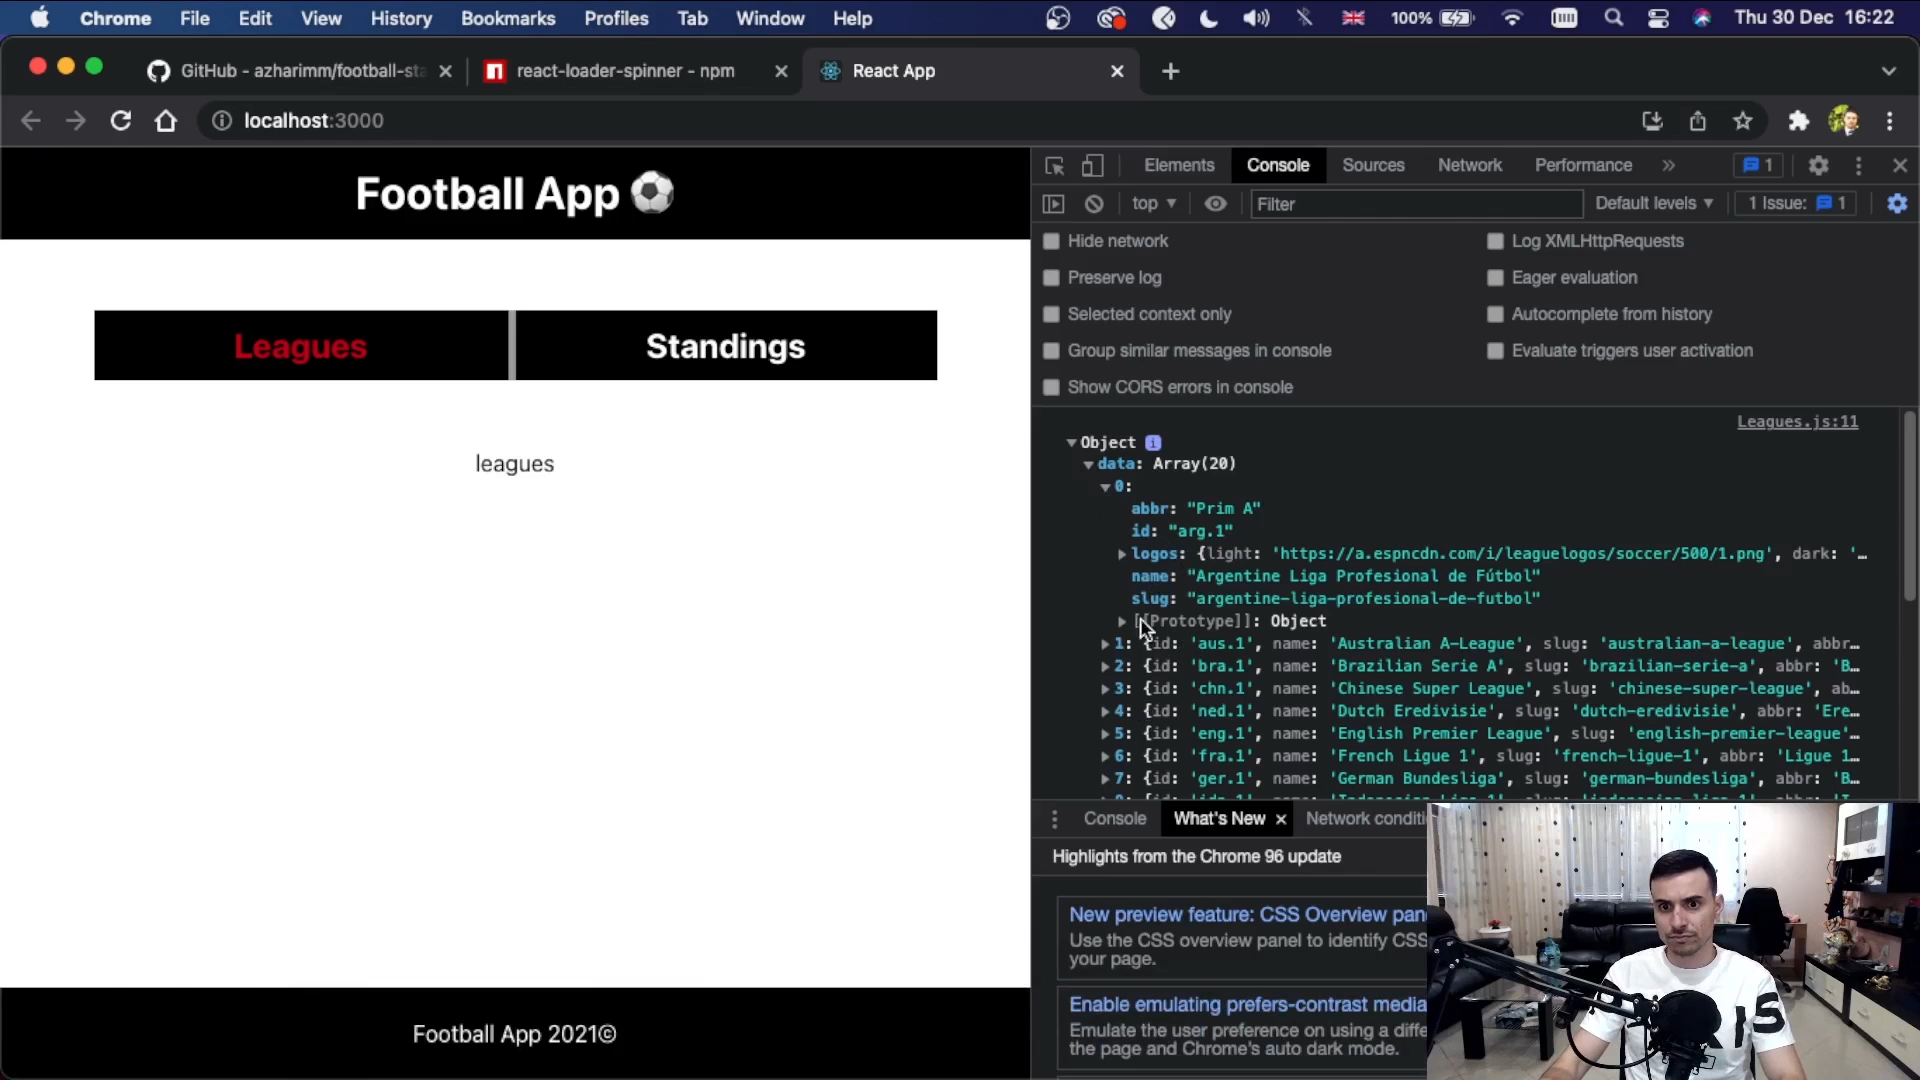 Chrome File Edit View History Bookmarks Profiles Tab Window Help 100% Thu 30 Dec 16:22
GitHub - azharimm/football-sta react-loader-spinner - npm React App
localhost:3000
Football App
Leagues Standings
leagues
Football App 2021©
Elements Console Sources Network Performance » 1
top Filter Default levels 1 Issue: 1
Hide network Log XMLHttpRequests
Preserve log Eager evaluation
Selected context only Autocomplete from history
Group similar messages in console Evaluate triggers user activation
Show CORS errors in console
Leagues.js:11
Object i
data: Array(20)
0:
abbr: "Prim A"
id: "arg.1"
logos: {light: 'https://a.espncdn.com/i/leaguelogos/soccer/500/1.png', dark: '…
name: "Argentine Liga Profesional de Fútbol"
slug: "argentine-liga-profesional-de-futbol"
[[Prototype]]: Object
1: {id: 'aus.1', name: 'Australian A-League', slug: 'australian-a-league', abbr…
2: {id: 'bra.1', name: 'Brazilian Serie A', slug: 'brazilian-serie-a', abbr: 'B…
3: {id: 'chn.1', name: 'Chinese Super League', slug: 'chinese-super-league', ab…
4: {id: 'ned.1', name: 'Dutch Eredivisie', slug: 'dutch-eredivisie', abbr: 'Ere…
5: {id: 'eng.1', name: 'English Premier League', slug: 'english-premier-league'…
6: {id: 'fra.1', name: 'French Ligue 1', slug: 'french-ligue-1', abbr: 'Ligue 1…
7: {id: 'ger.1', name: 'German Bundesliga', slug: 'german-bundesliga', abbr: 'B…
Console What's New × Network conditi
Highlights from the Chrome 96 update
New preview feature: CSS Overview pan
Use the CSS overview panel to identify CSS
your page.
Enable emulating prefers-contrast media
Emulate the user preference on using a diffe
the page and Chrome's auto dark mode.